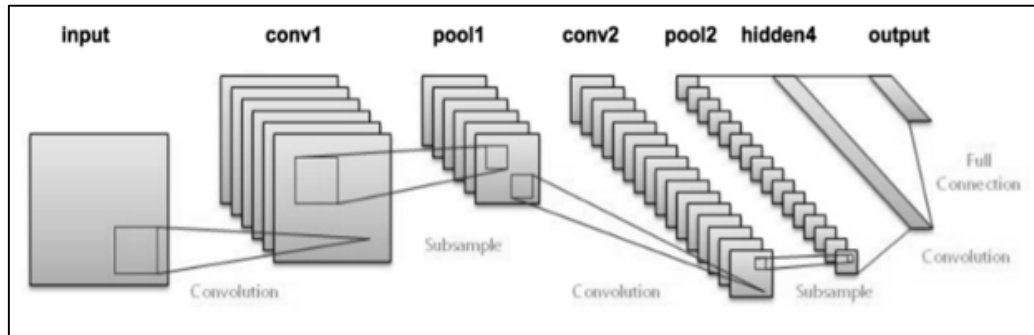 input conv1 pool1 conv2 pool2 hidden4 output
Full
Connection
Subsample
Convolution
Convolution
Convolution
Subsample